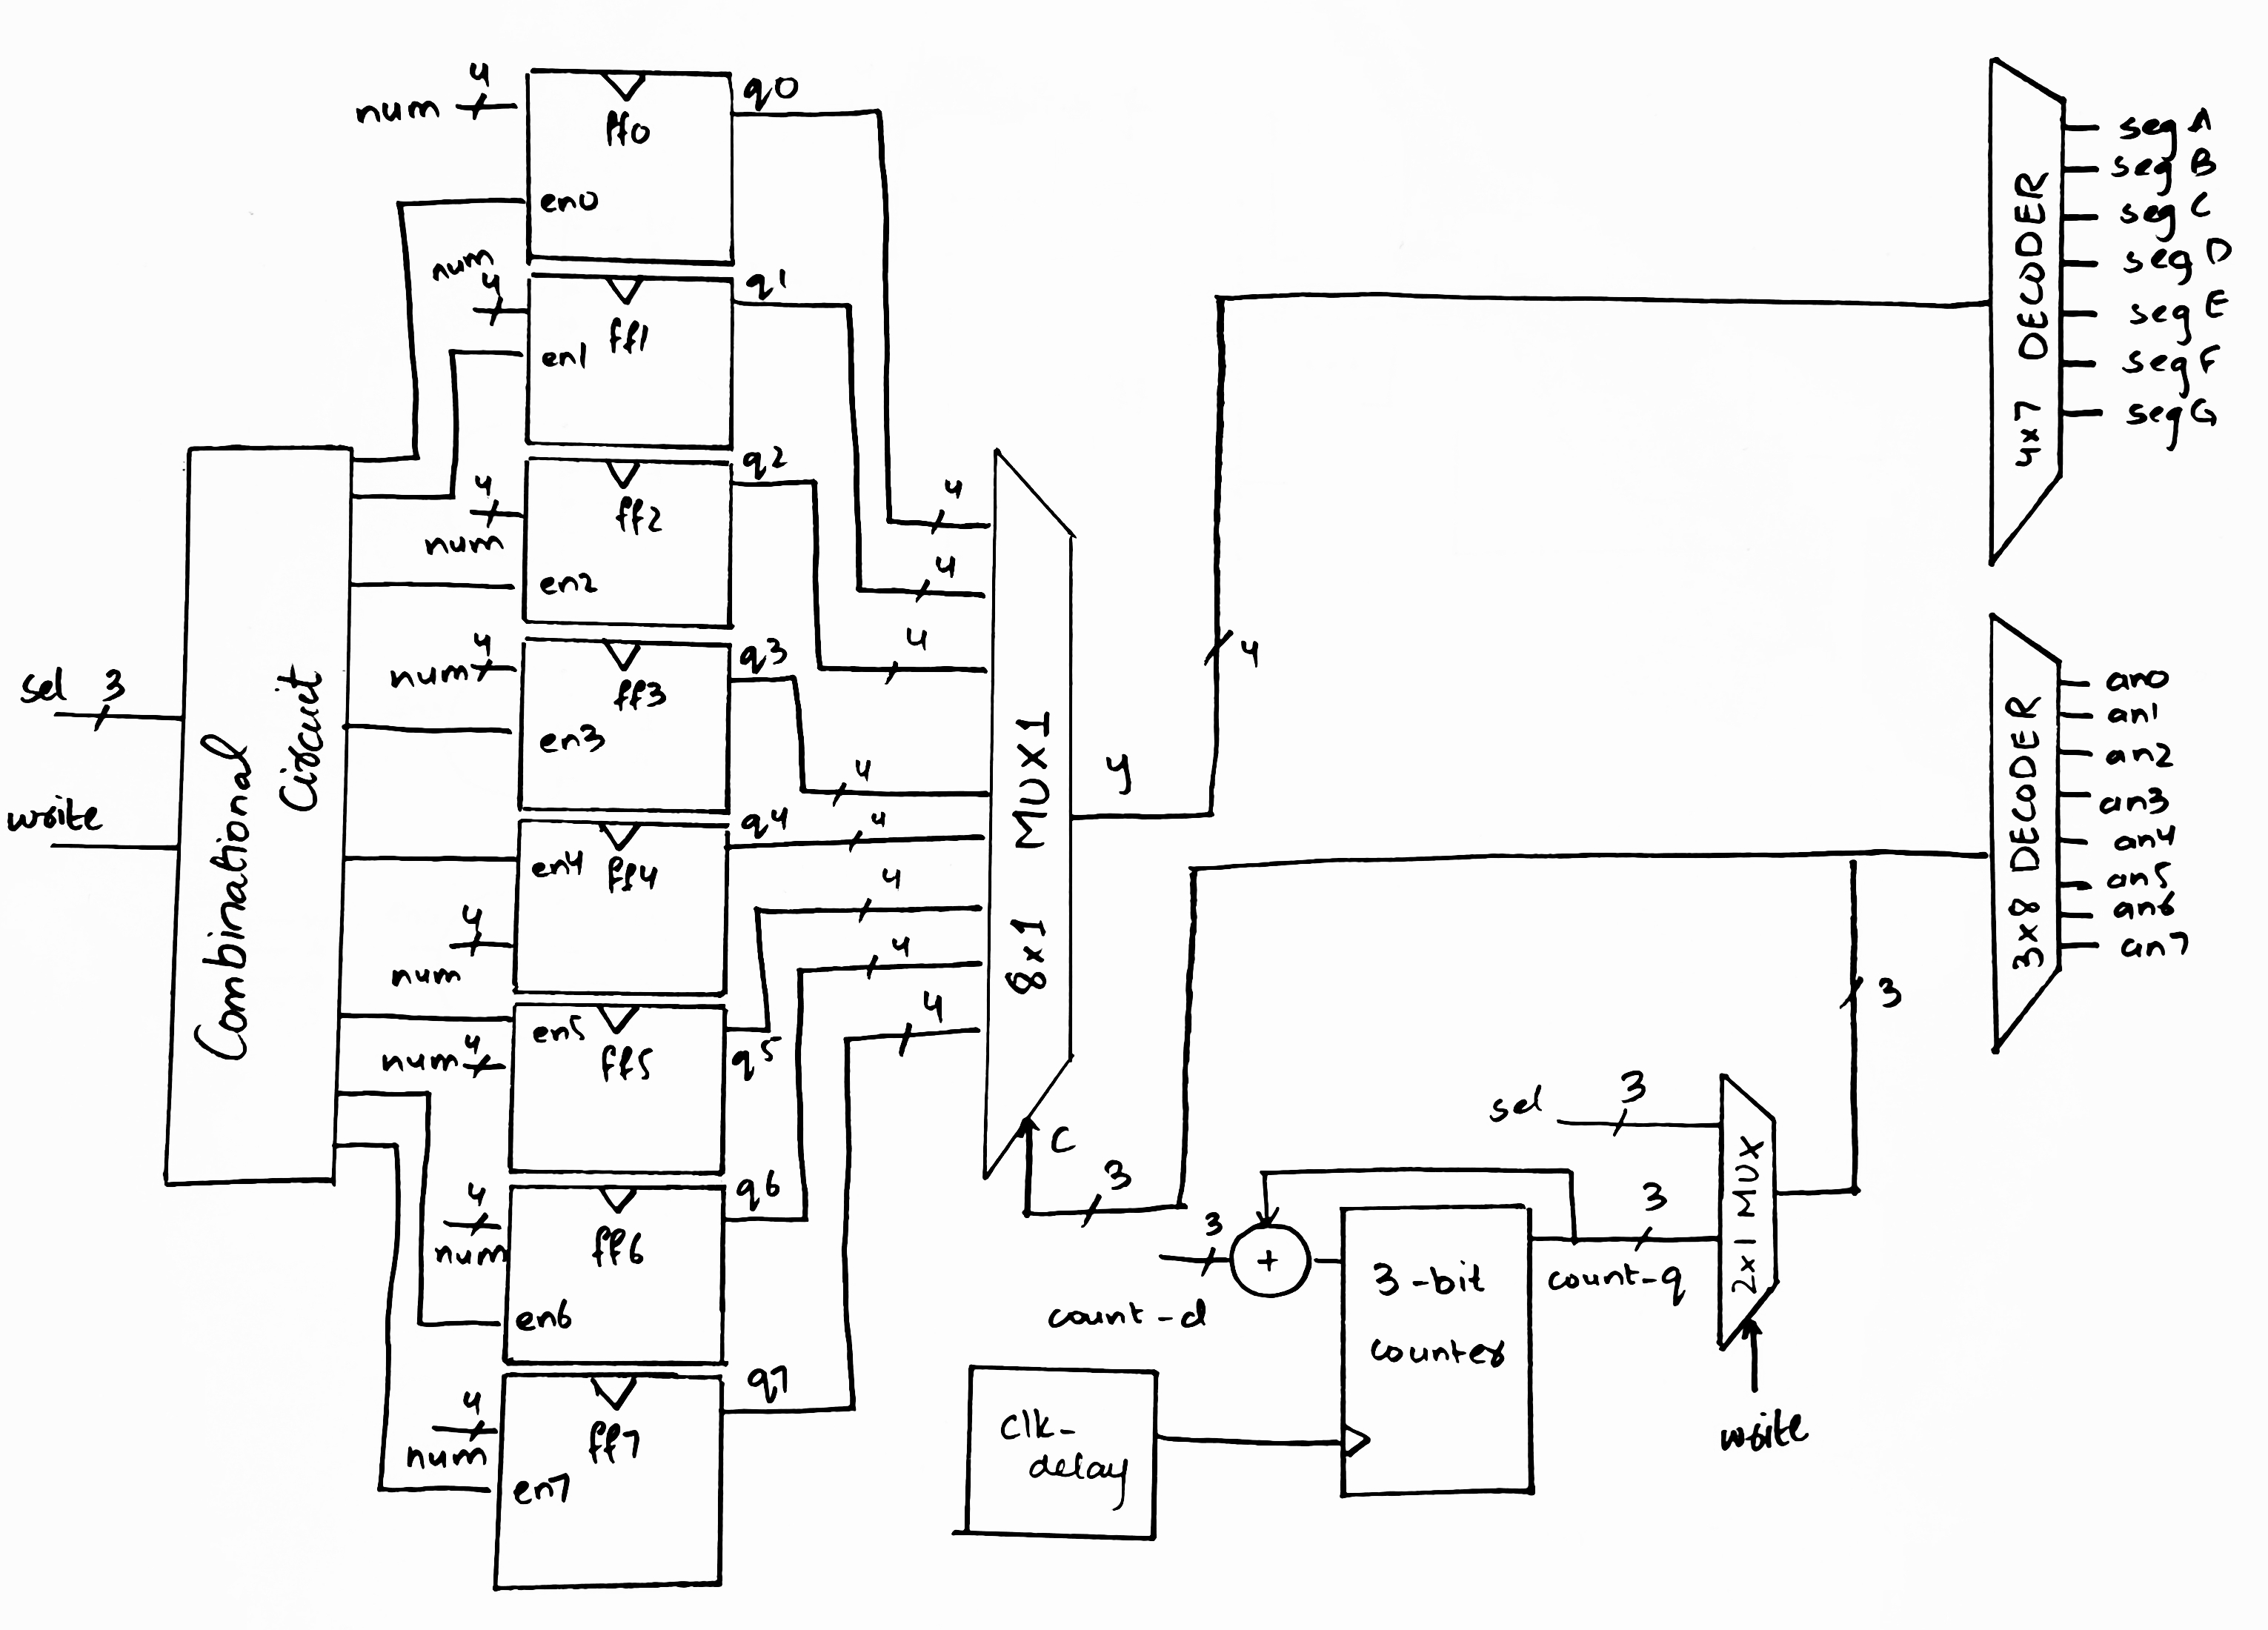 4
num
q0
ff0
en0
num
4
q1
ff1
en1
4
num
q2
ff2
en2
4
num
q3
ff3
en3
q4
en4
ff4
4
num
en5
ff5
4
num
q5
4
num
q6
ff6
en6
4
num
q7
ff7
en7
sel 3
write
Combinational
Circuit
4
4
4
4
4
4
4
4
8x1 MUX1
y
4
C
3
4x7 DECODER
seg A
seg B
seg C
seg D
seg E
seg F
seg G
3x8 DECODER
an0
an1
an2
an3
an4
an5
an6
an7
3
sel 3
2x1 MUX
write
3
count-q
3
count-d
+
3-bit
counter
clk-
delay